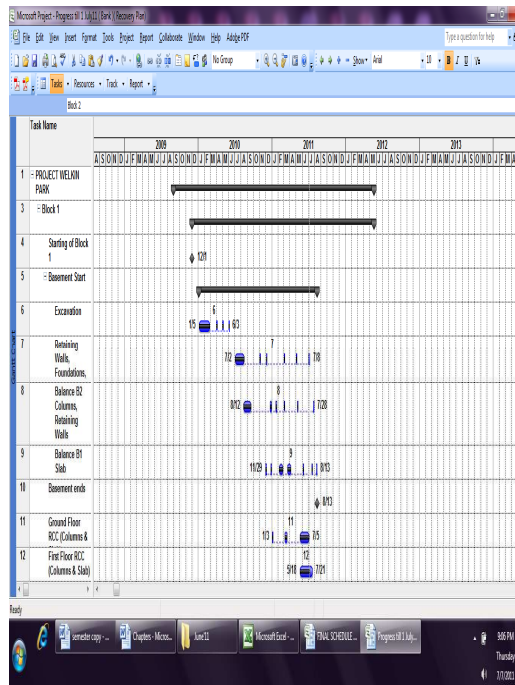 Microsoft Project - Progress till 1 July11 (Bank) (Recovery Plan)
File Edit View Insert Format Tools Project Report Collaborate Window Help Adobe PDF
Type a question for help
No Group
Show
Arial
10
B I U
Tasks Resources Track Report
Block 2
Task Name
2009 2010 2011 2012 2013
A S O N D J F M A M J J A S O N D J F M A M J J A S O N D J F M A M J J A S O N D J F M A M J J A S O N D J F M A M J J A S O N D J F M A
1 PROJECT WELKIN
PARK
3 Block 1
4 Starting of Block
1
12/1
5 Basement Start
6 Excavation
6
1/5 6/3
7 Retaining
Walls,
Foundations,
7
7/2 7/8
8 Balance B2
Columns,
Retaining
Walls
8
8/12 7/28
9 Balance B1
Slab
9
11/29 8/13
10 Basement ends
8/13
11 Ground Floor
RCC (Columns &
11
1/3 7/5
12 First Floor RCC
(Columns & Slab)
12
5/18 7/21
Gantt Chart
Ready
semester copy - ...
Chapters - Micros...
June'11
Microsoft Excel - ...
FINAL SCHEDULE ...
Progress till 1 July...
9:06 PM
Thursday
7/7/2011